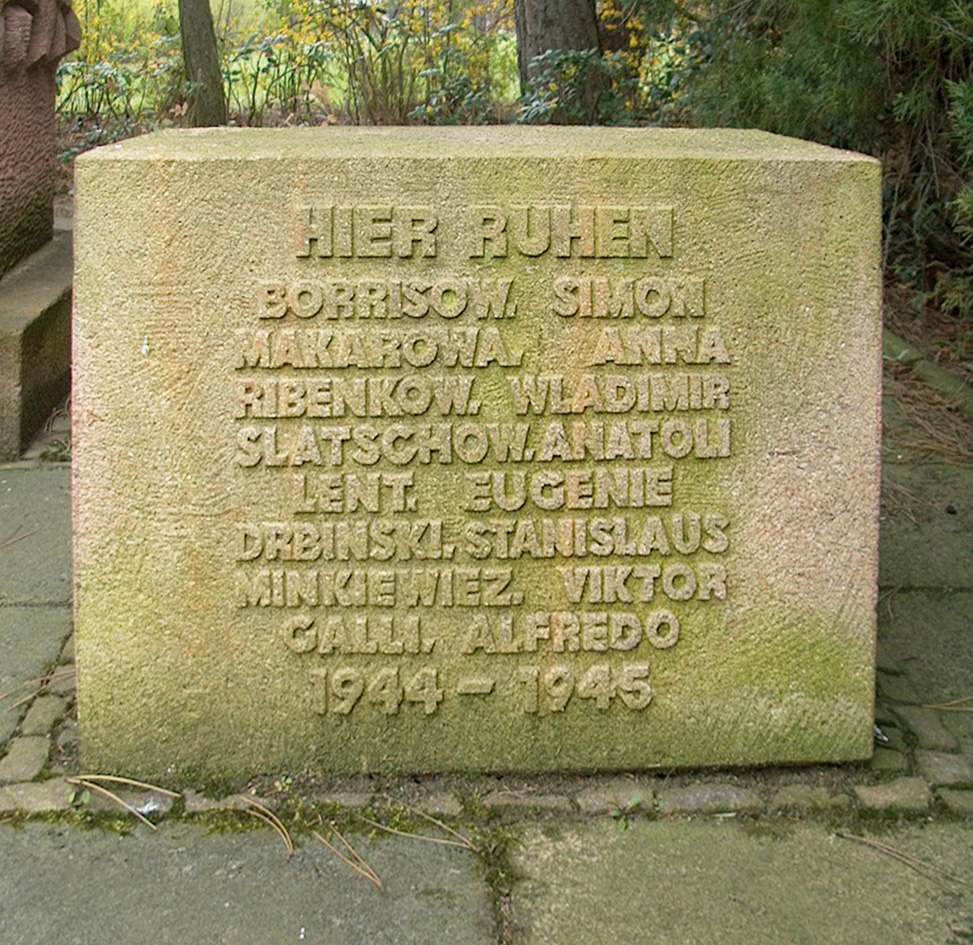 HIER RUHEN
BORRISOW, SIMON
MAKAROWA, ANNA
RIBENKOW, WLADIMIR
SLATSCHOW, ANATOLI
LENT, EUGENIE
DRBINSKI, STANISLAUS
MINKIEWIEZ, VIKTOR
GALLI, ALFREDO
1944 - 1945